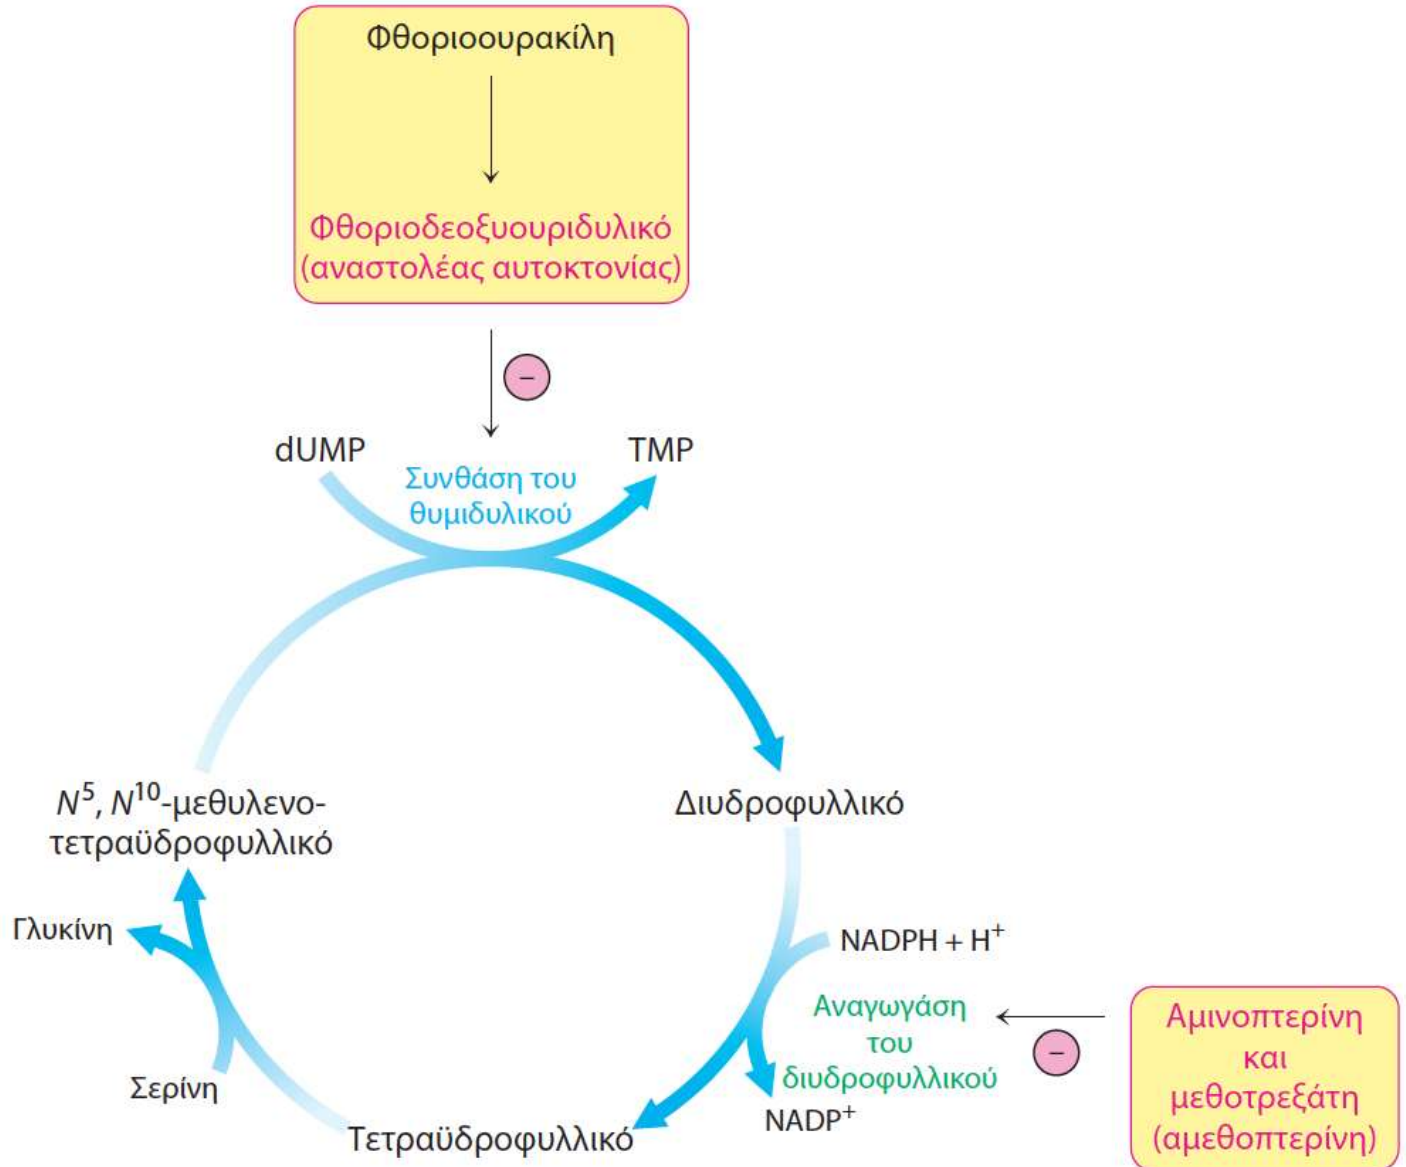 Φθοριοουρακίλη
Φθοριοδεοξυουριδυλικό
(αναστολέας αυτοκτονίας)
–
dUMP
TMP
Συνθάση του
θυμιδυλικού
N⁵, N¹⁰-μεθυλενο-
τετραϋδροφυλλικό
Διυδροφυλλικό
Γλυκίνη
NADPH + H⁺
Αναγωγάση
του
διυδροφυλλικού
–
Αμινοπτερίνη
και
μεθοτρεξάτη
(αμεθοπτερίνη)
Σερίνη
NADP⁺
Τετραϋδροφυλλικό